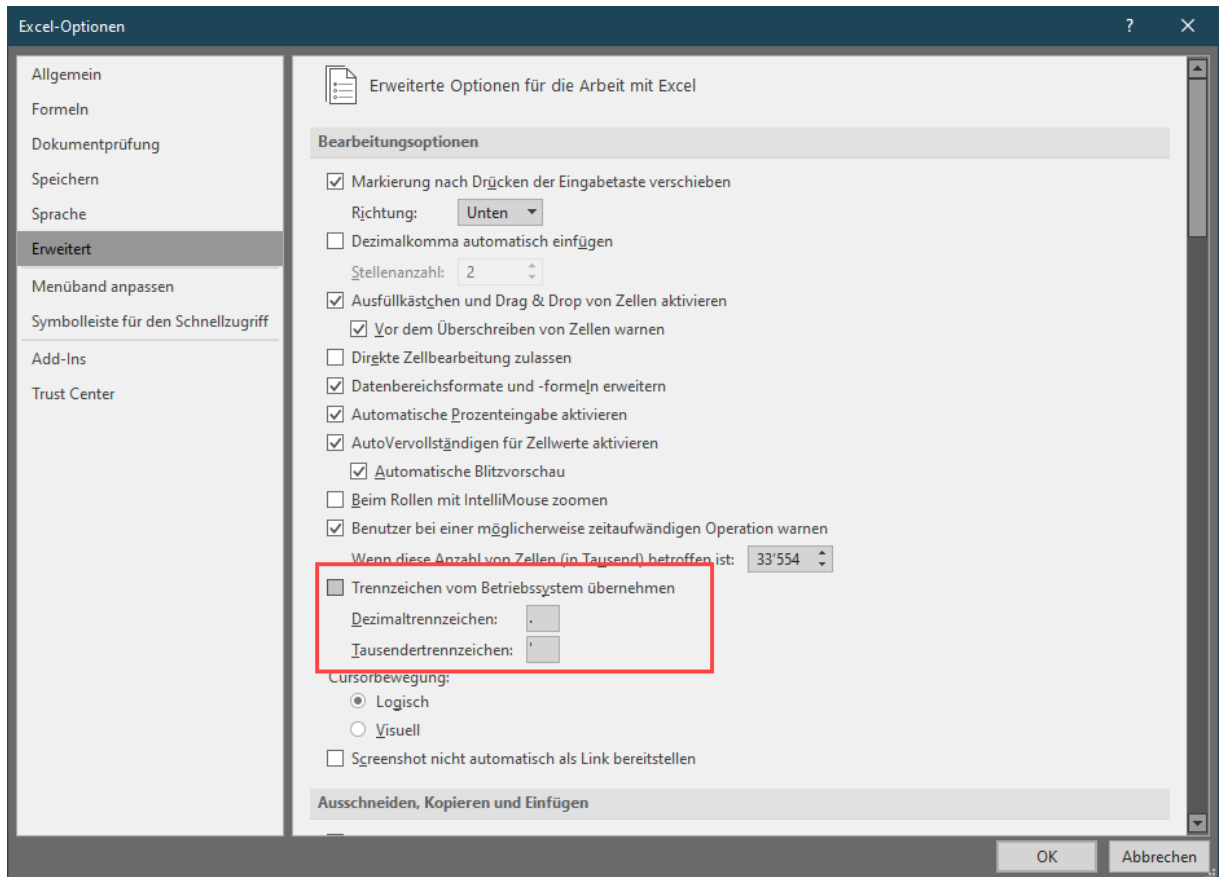 Excel-Optionen ?
Allgemein
Formeln
Dokumentprüfung
Speichern
Sprache
Erweitert
Menüband anpassen
Symbolleiste für den Schnellzugriff
Add-Ins
Trust Center
Erweiterte Optionen für die Arbeit mit Excel
Bearbeitungsoptionen
Markierung nach Drücken der Eingabetaste verschieben
Richtung: Unten
Dezimalkomma automatisch einfügen
Stellenanzahl: 2
Ausfüllkästchen und Drag & Drop von Zellen aktivieren
Vor dem Überschreiben von Zellen warnen
Direkte Zellbearbeitung zulassen
Datenbereichsformate und -formeln erweitern
Automatische Prozenteingabe aktivieren
AutoVervollständigen für Zellwerte aktivieren
Automatische Blitzvorschau
Beim Rollen mit IntelliMouse zoomen
Benutzer bei einer möglicherweise zeitaufwändigen Operation warnen
Wenn diese Anzahl von Zellen (in Tausend) betroffen ist: 33'554
Trennzeichen vom Betriebssystem übernehmen
Dezimaltrennzeichen: .
Tausendertrennzeichen: '
Cursorbewegung:
Logisch
Visuell
Screenshot nicht automatisch als Link bereitstellen
Ausschneiden, Kopieren und Einfügen
OK Abbrechen